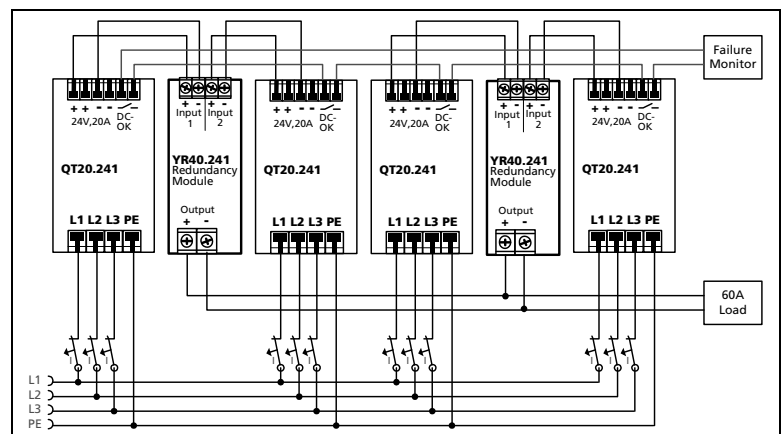 Failure
Monitor
+ + - -
24V,20A
DC-
OK
QT20.241
L1 L2 L3 PE
+ - + -
Input
1
Input
2
YR40.241
Redundancy
Module
Output
+ -
+ + - -
24V,20A
DC-
OK
QT20.241
L1 L2 L3 PE
+ + - -
24V,20A
DC-
OK
QT20.241
L1 L2 L3 PE
+ - + -
Input
1
Input
2
YR40.241
Redundancy
Module
Output
+ -
+ + - -
24V,20A
DC-
OK
QT20.241
L1 L2 L3 PE
60A
Load
I I I
I I I
I I I
I I I
L1
L2
L3
PE